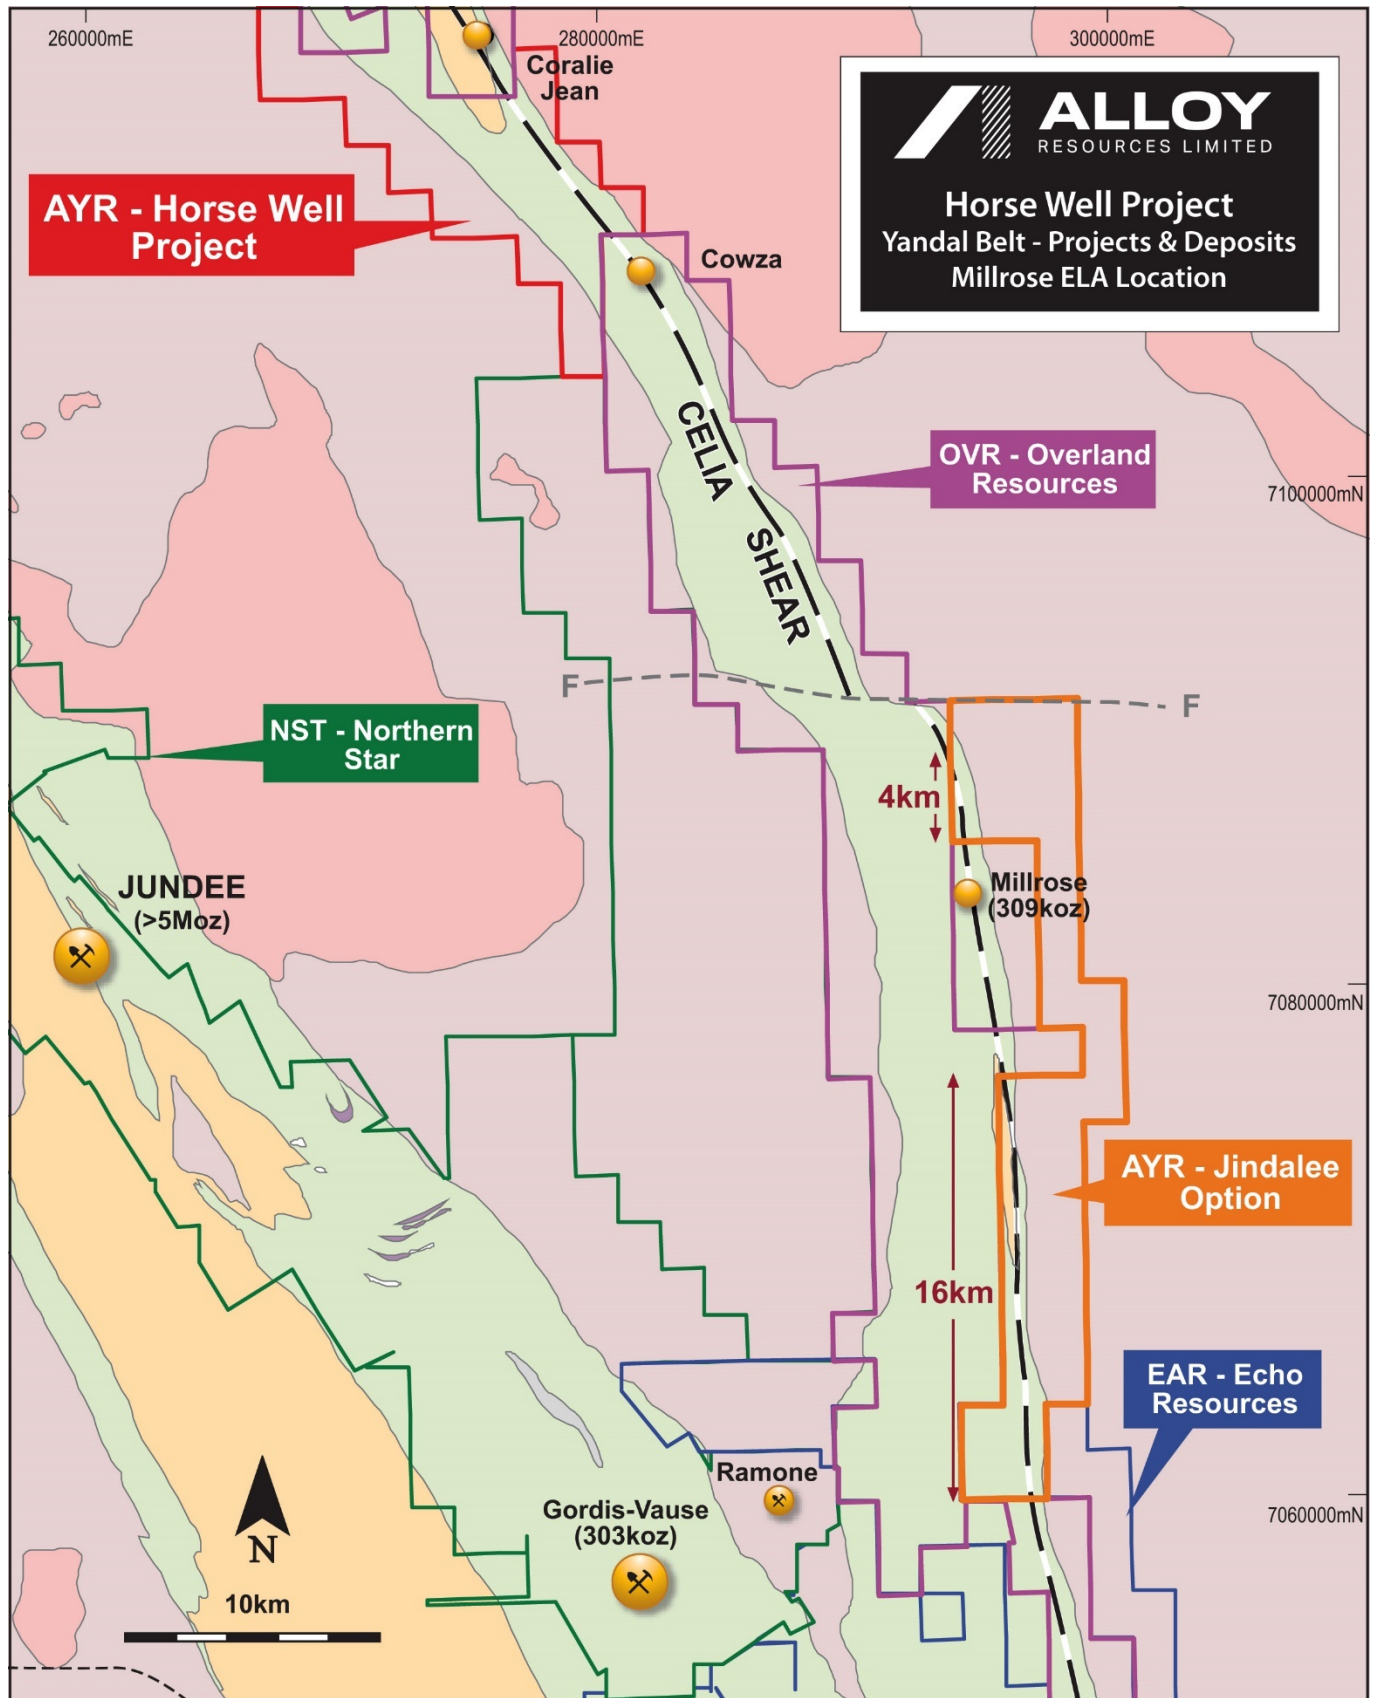 260000mE
280000mE
300000mE
Coralie
Jean
ALLOY
RESOURCES LIMITED
Horse Well Project
Yandal Belt - Projects & Deposits
Millrose ELA Location
AYR - Horse Well
Project
Cowza
CELIA
SHEAR
OVR - Overland
Resources
7100000mN
F
F
NST - Northern
Star
4km
JUNDEE
(>5Moz)
Millrose
(309koz)
7080000mN
AYR - Jindalee
Option
16km
EAR - Echo
Resources
Ramone
Gordis-Vause
(303koz)
7060000mN
N
10km